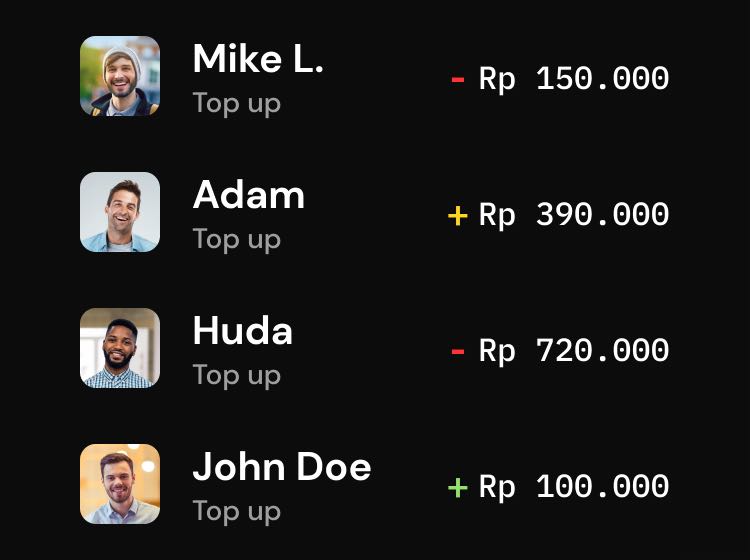 Mike L.
Top up
- Rp 150.000
Adam
Top up
+ Rp 390.000
Huda
Top up
- Rp 720.000
John Doe
Top up
+ Rp 100.000